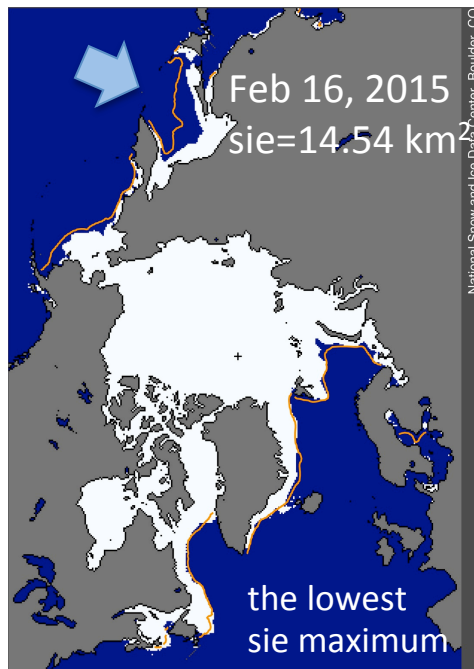 Feb 16, 2015
sie=14.54 km²
National Snow and Ice Data Center, Boulder, CO
the lowest
sie maximum